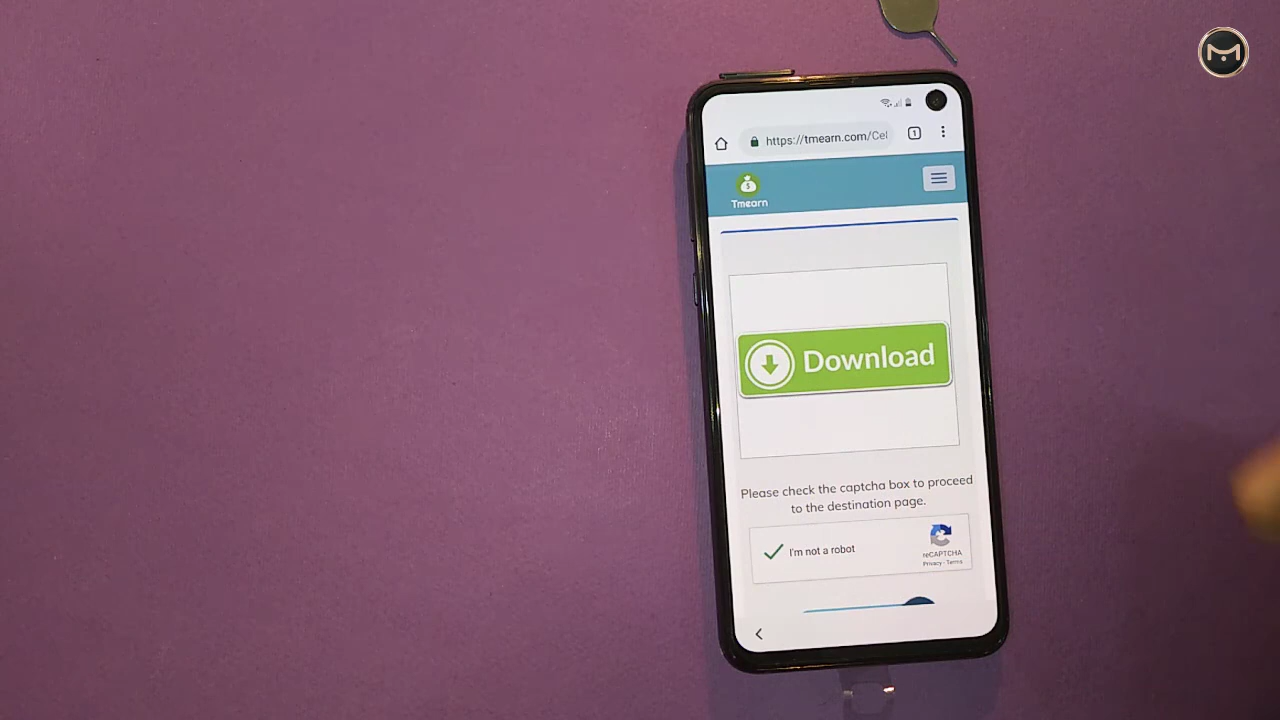 https://tmearn.com/Cel
1
Tmearn
Download
Please check the captcha box to proceed
to the destination page.
I'm not a robot
reCAPTCHA
Privacy - Terms